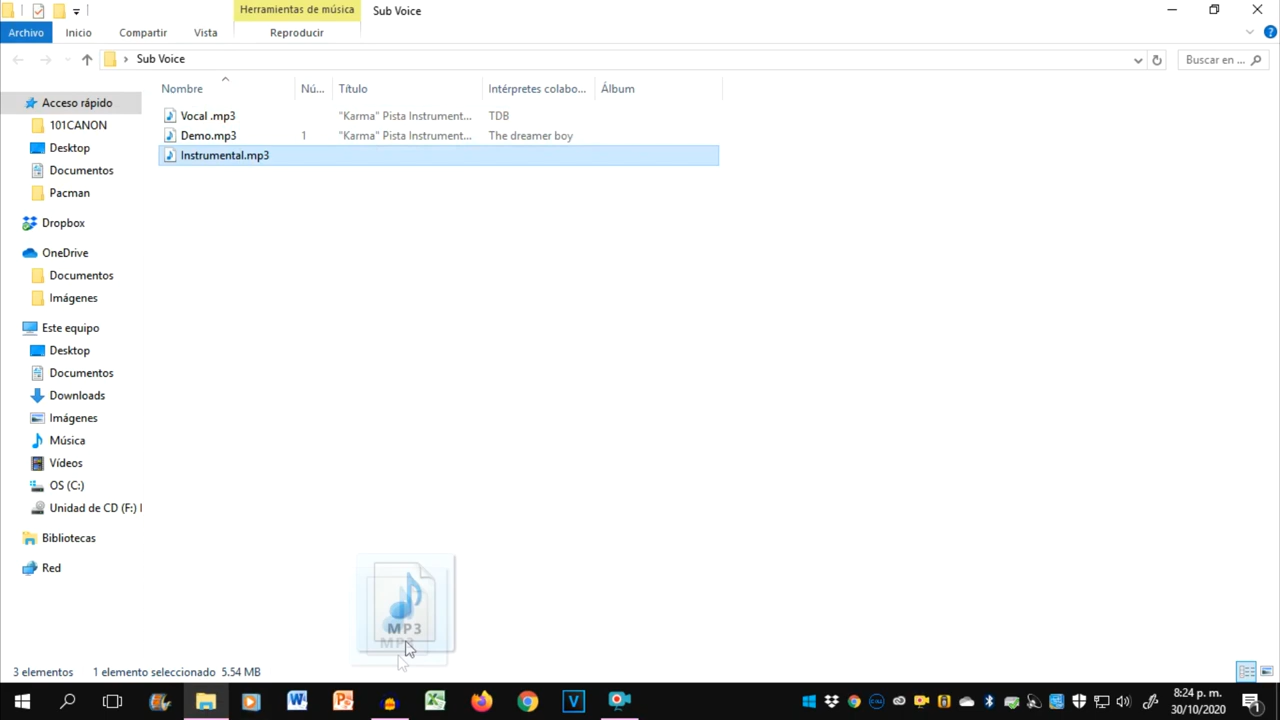 Herramientas de música
Sub Voice
Archivo
Inicio
Compartir
Vista
Reproducir
Sub Voice
Buscar en ...
Nombre
Nú...
Título
Intérpretes colabo...
Álbum
Vocal .mp3
"Karma" Pista Instrument...
TDB
Demo.mp3
1
"Karma" Pista Instrument...
The dreamer boy
Instrumental.mp3
Acceso rápido
101CANON
Desktop
Documentos
Pacman
Dropbox
OneDrive
Documentos
Imágenes
Este equipo
Desktop
Documentos
Downloads
Imágenes
Música
Vídeos
OS (C:)
Unidad de CD (F:) I
Bibliotecas
Red
MP3
MP3
3 elementos
1 elemento seleccionado 5.54 MB
8:24 p. m.
30/10/2020
1